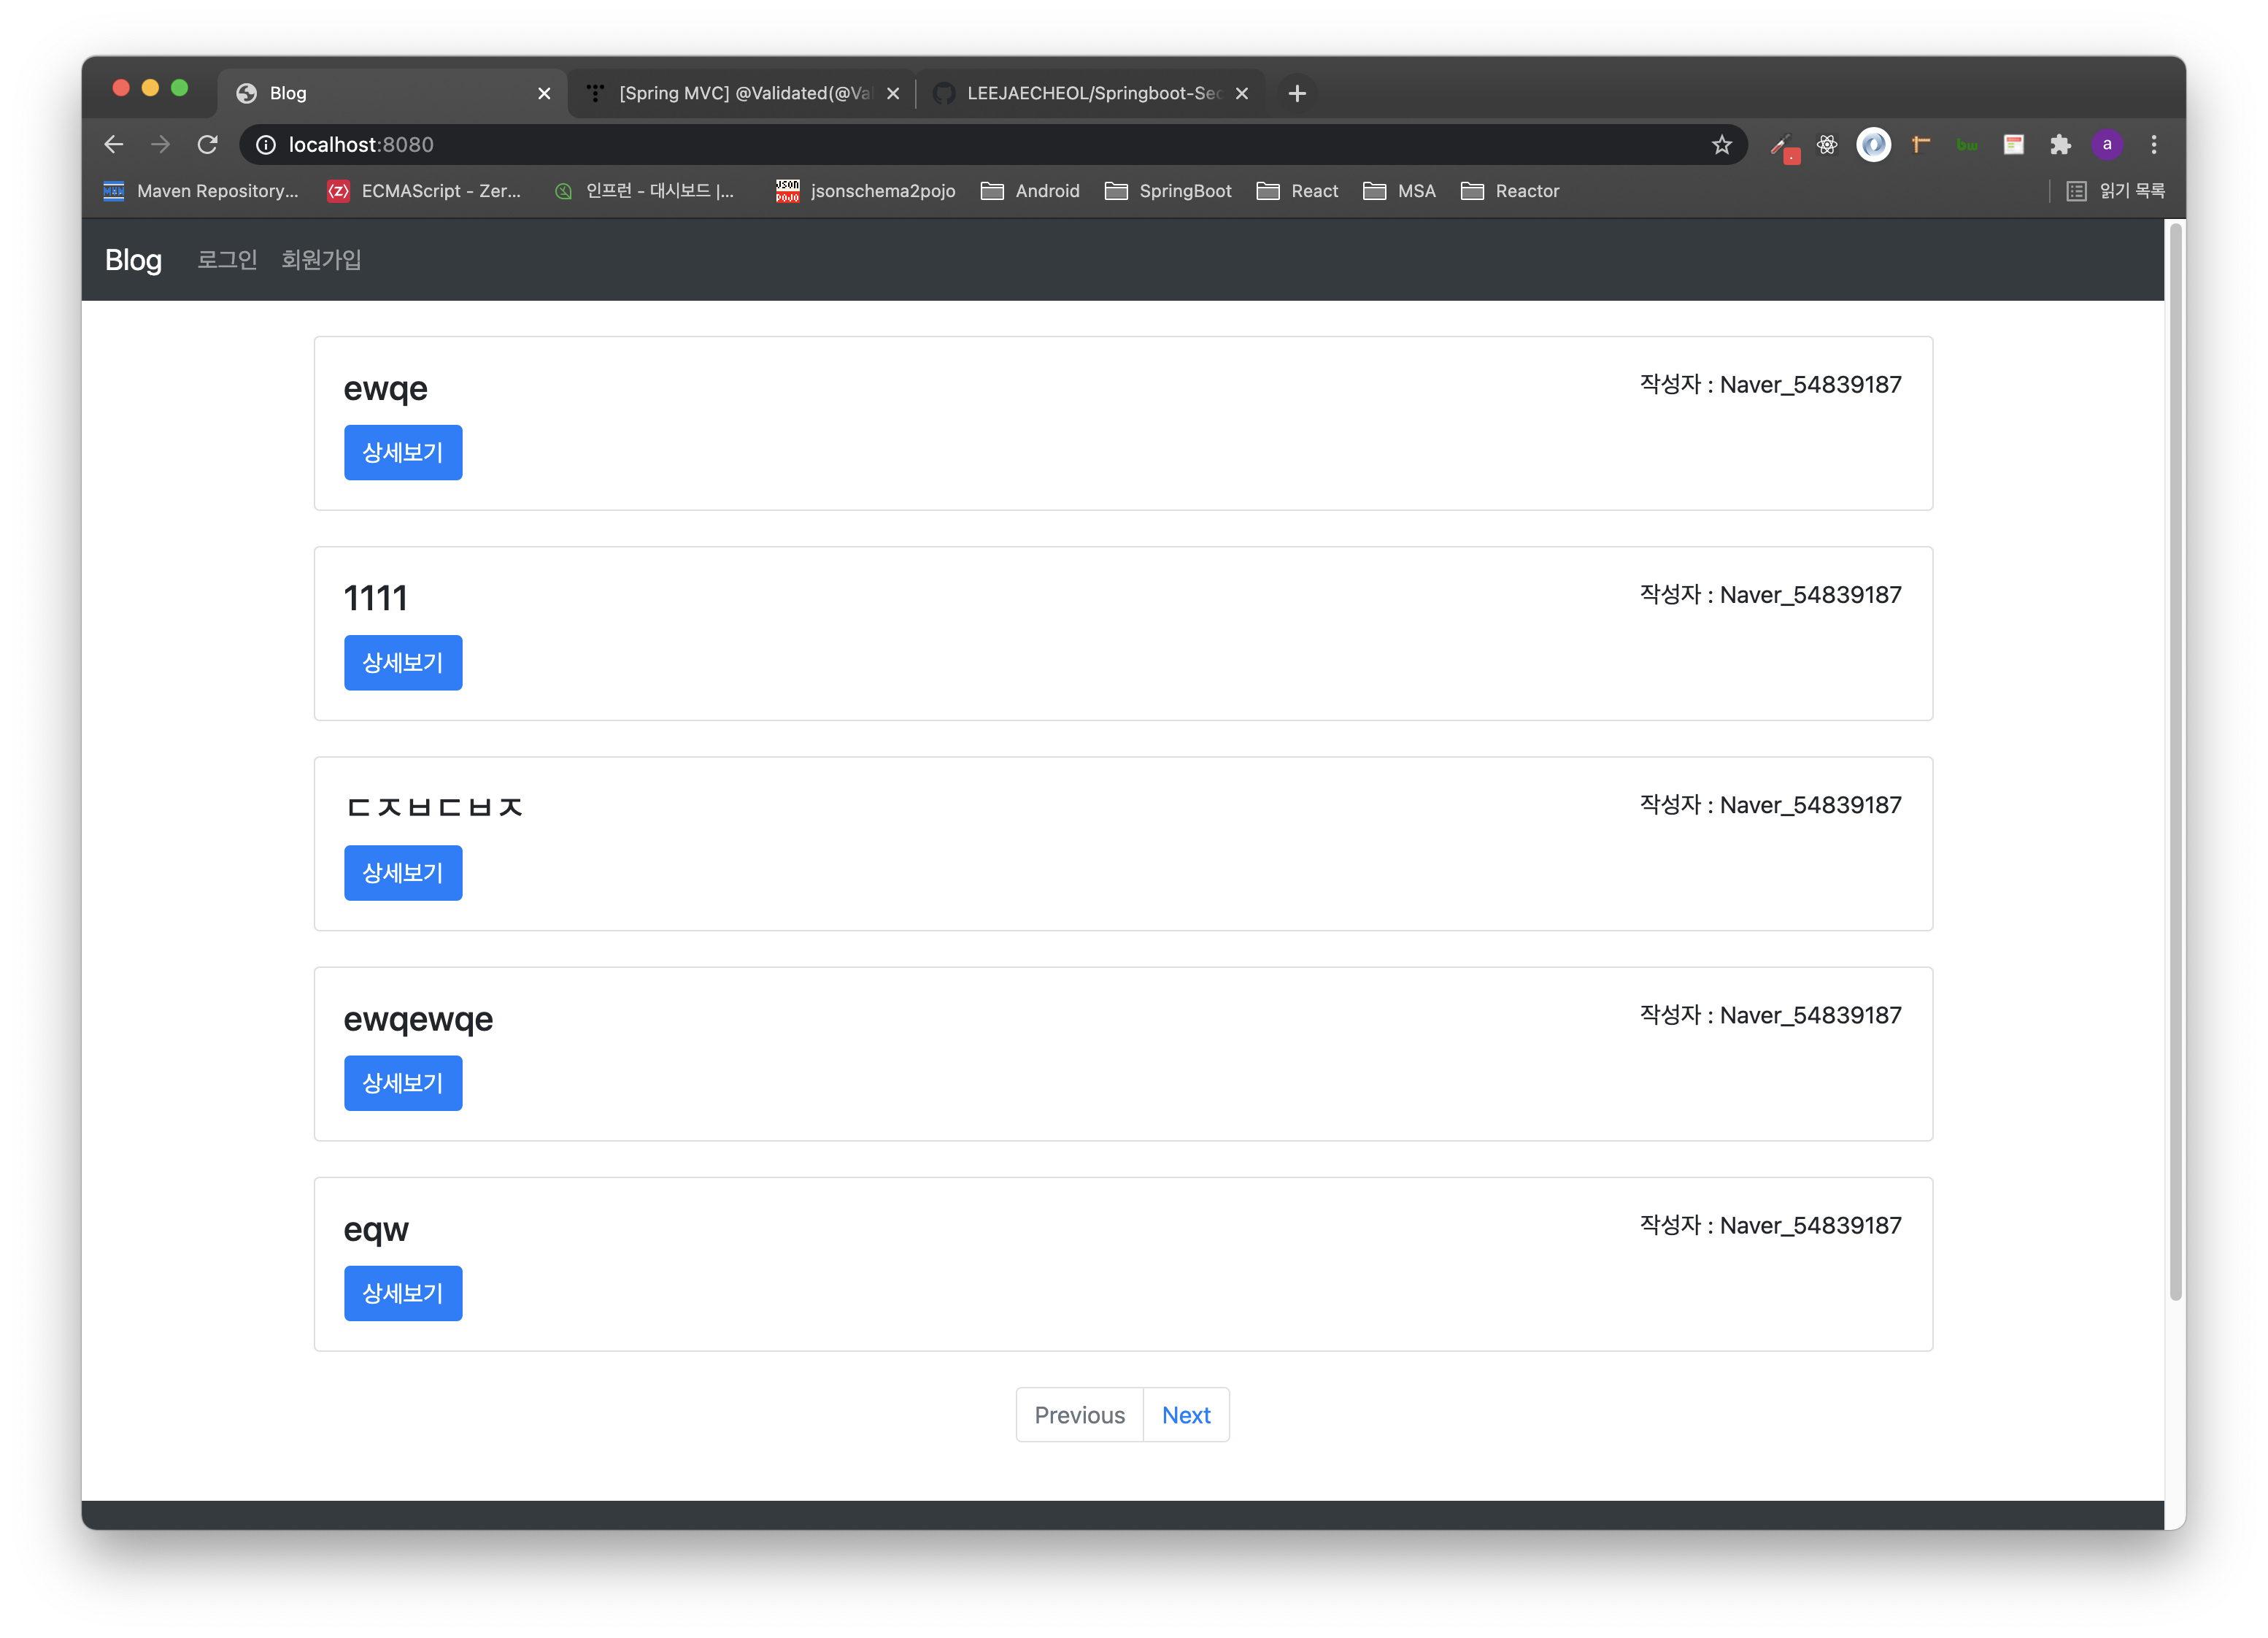 Blog
[Spring MVC] @Validated(@Val
LEEJAECHEOL/Springboot-Sec
localhost:8080
a
Maven Repository...
ECMAScript - Zer...
인프런 - 대시보드 |...
JSON POJO
jsonschema2pojo
Android
SpringBoot
React
MSA
Reactor
읽기 목록
Blog 로그인 회원가입
ewqe
작성자 : Naver_54839187
상세보기
1111
작성자 : Naver_54839187
상세보기
ㄷㅈㅂㄷㅂㅈ
작성자 : Naver_54839187
상세보기
ewqewqe
작성자 : Naver_54839187
상세보기
eqw
작성자 : Naver_54839187
상세보기
Previous Next